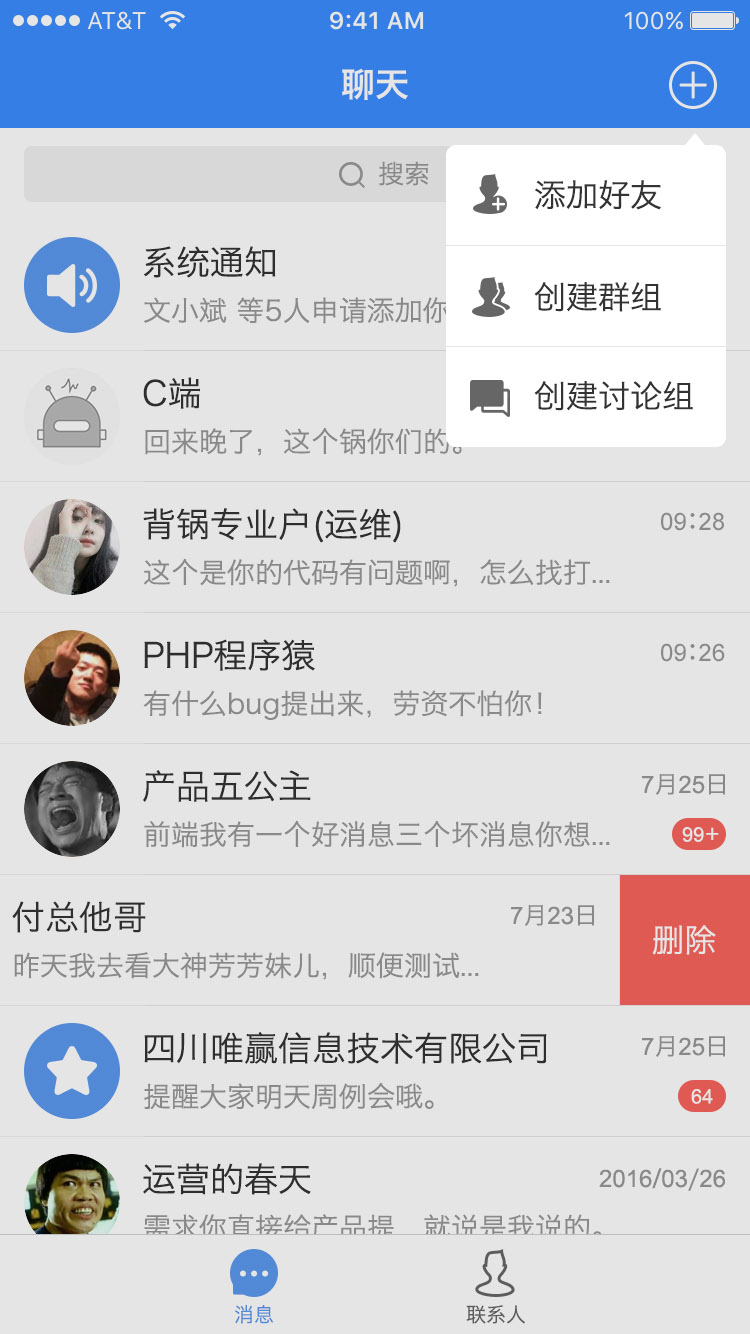 AT&T 9:41 AM 100%
聊天
搜索
添加好友
创建群组
创建讨论组
系统通知
文小斌 等5人申请添加你
C端
回来晚了，这个锅你们的。
背锅专业户(运维) 09:28
这个是你的代码有问题啊，怎么找打...
PHP程序猿 09:26
有什么bug提出来，劳资不怕你！
产品五公主 7月25日
前端我有一个好消息三个坏消息你想... 99+
付总他哥 7月23日
昨天我去看大神芳芳妹儿，顺便测试...
删除
四川唯赢信息技术有限公司 7月25日
提醒大家明天周例会哦。 64
运营的春天 2016/03/26
需求你直接给产品提，就说是我说的。
消息 联系人